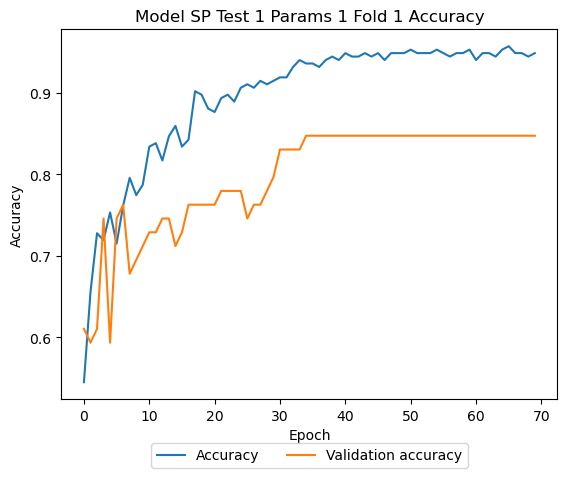 Model SP Test 1 Params 1 Fold 1 Accuracy
Accuracy
0.9
0.8
0.7
0.6
0 10 20 30 40 50 60 70
Epoch
Accuracy Validation accuracy